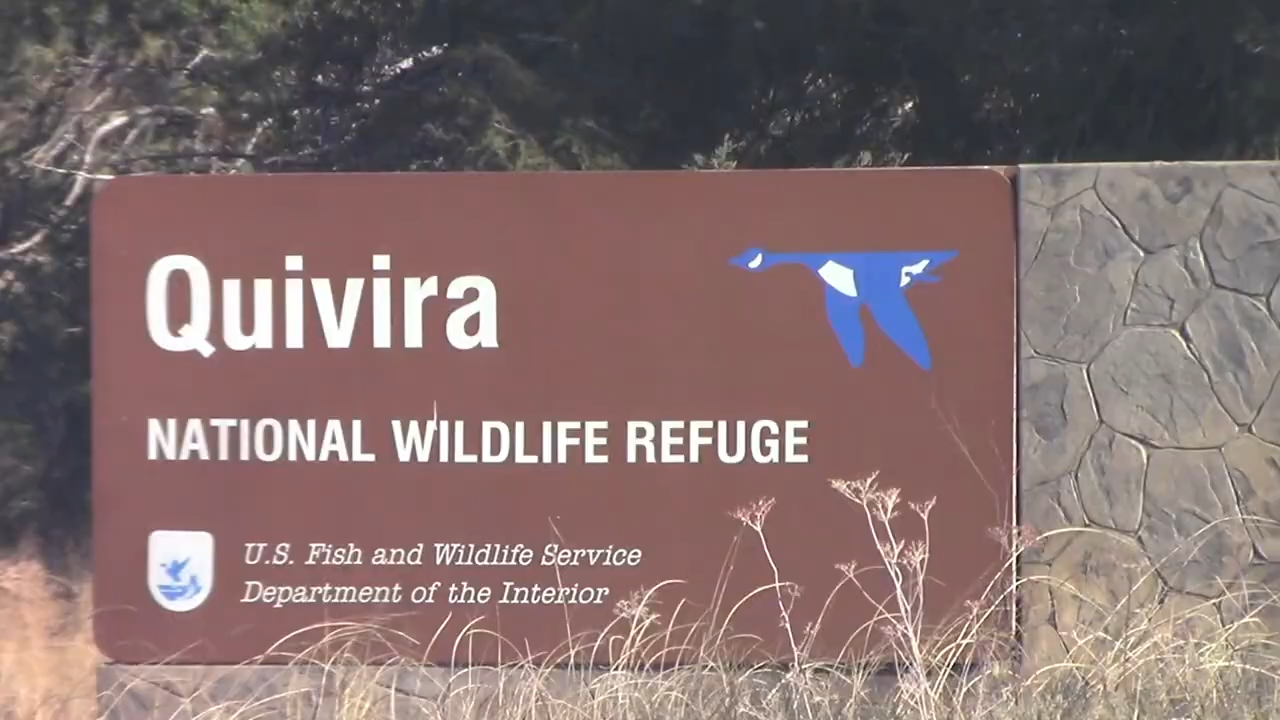 Quivira
NATIONAL WILDLIFE REFUGE
U.S. Fish and Wildlife Service
Department of the Interior